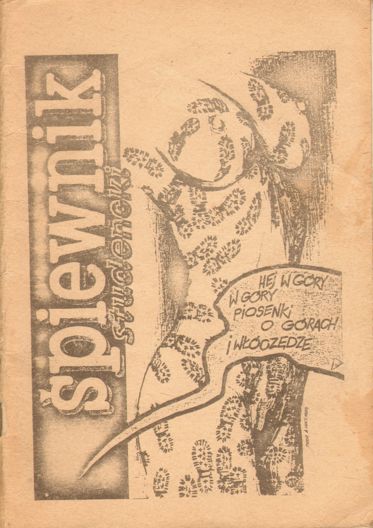 śpiewnik
studencki
HEJ W GÓRY
W GÓRY
PIOSENKI
O GÓRACH
I WŁÓCZĘDZE